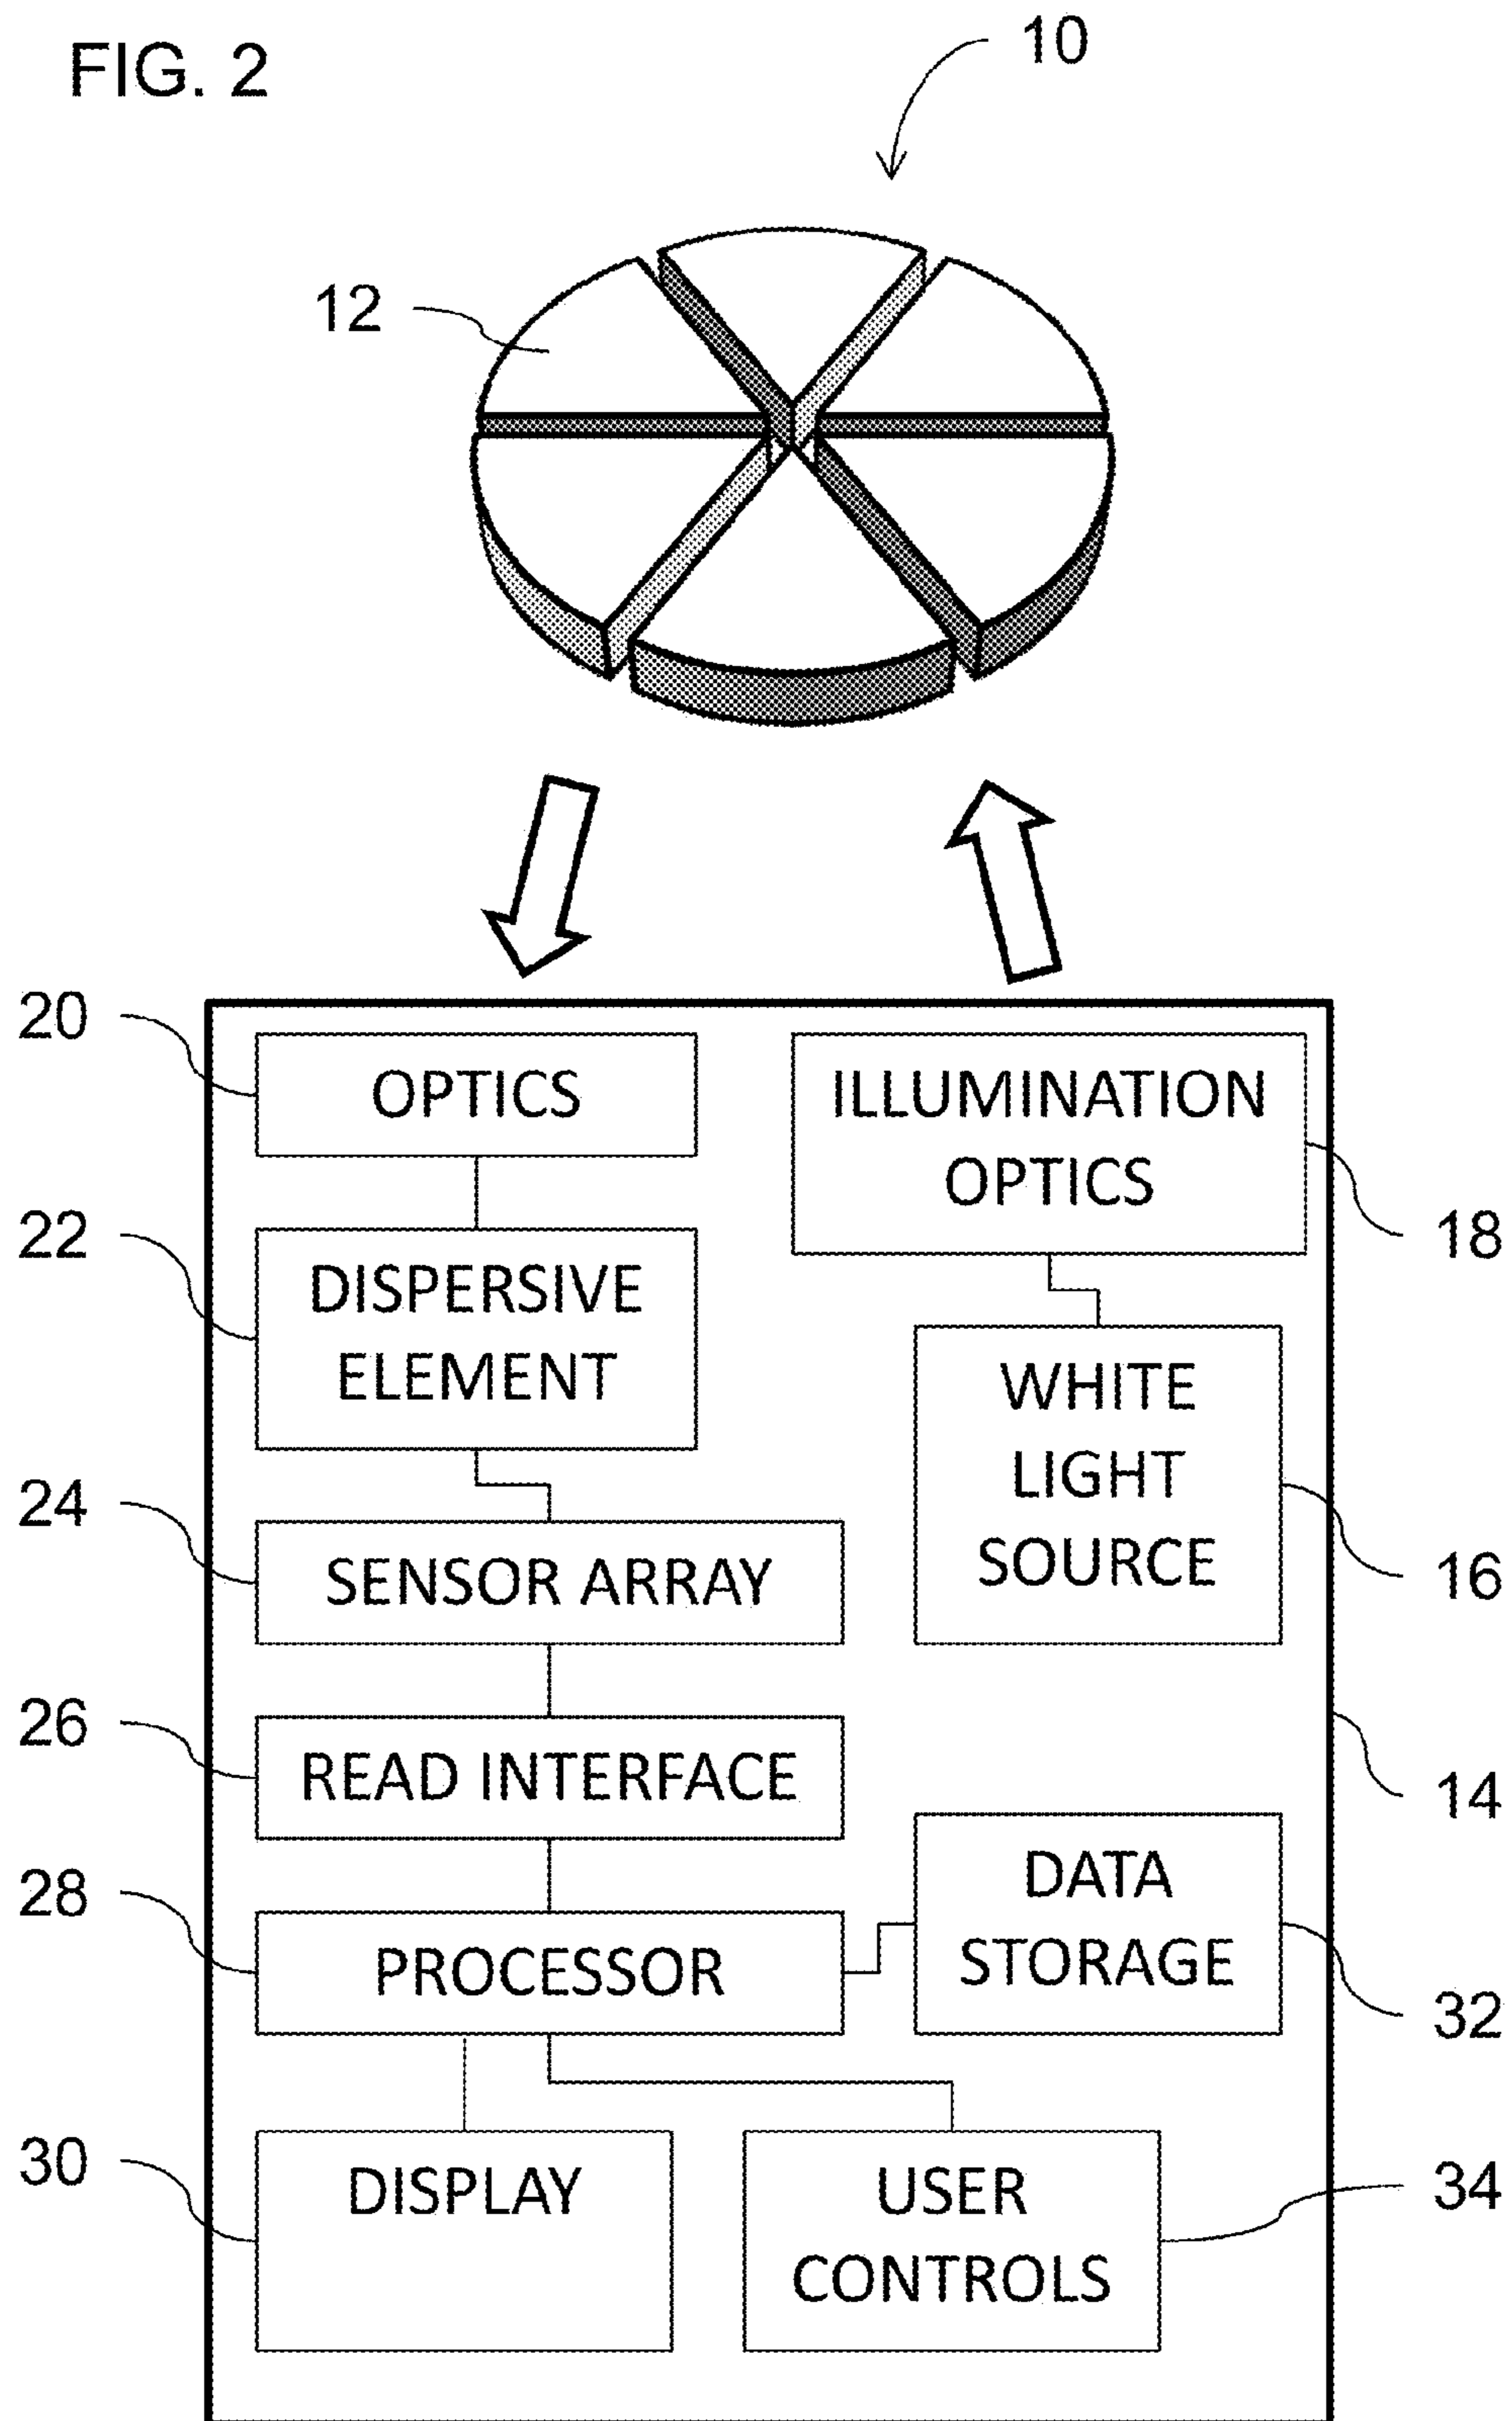 FIG. 2
10
12
20
OPTICS
ILLUMINATION
OPTICS
18
22
DISPERSIVE
ELEMENT
WHITE
LIGHT
SOURCE
16
24
SENSOR ARRAY
26
READ INTERFACE
14
28
PROCESSOR
DATA
STORAGE
32
30
DISPLAY
USER
CONTROLS
34